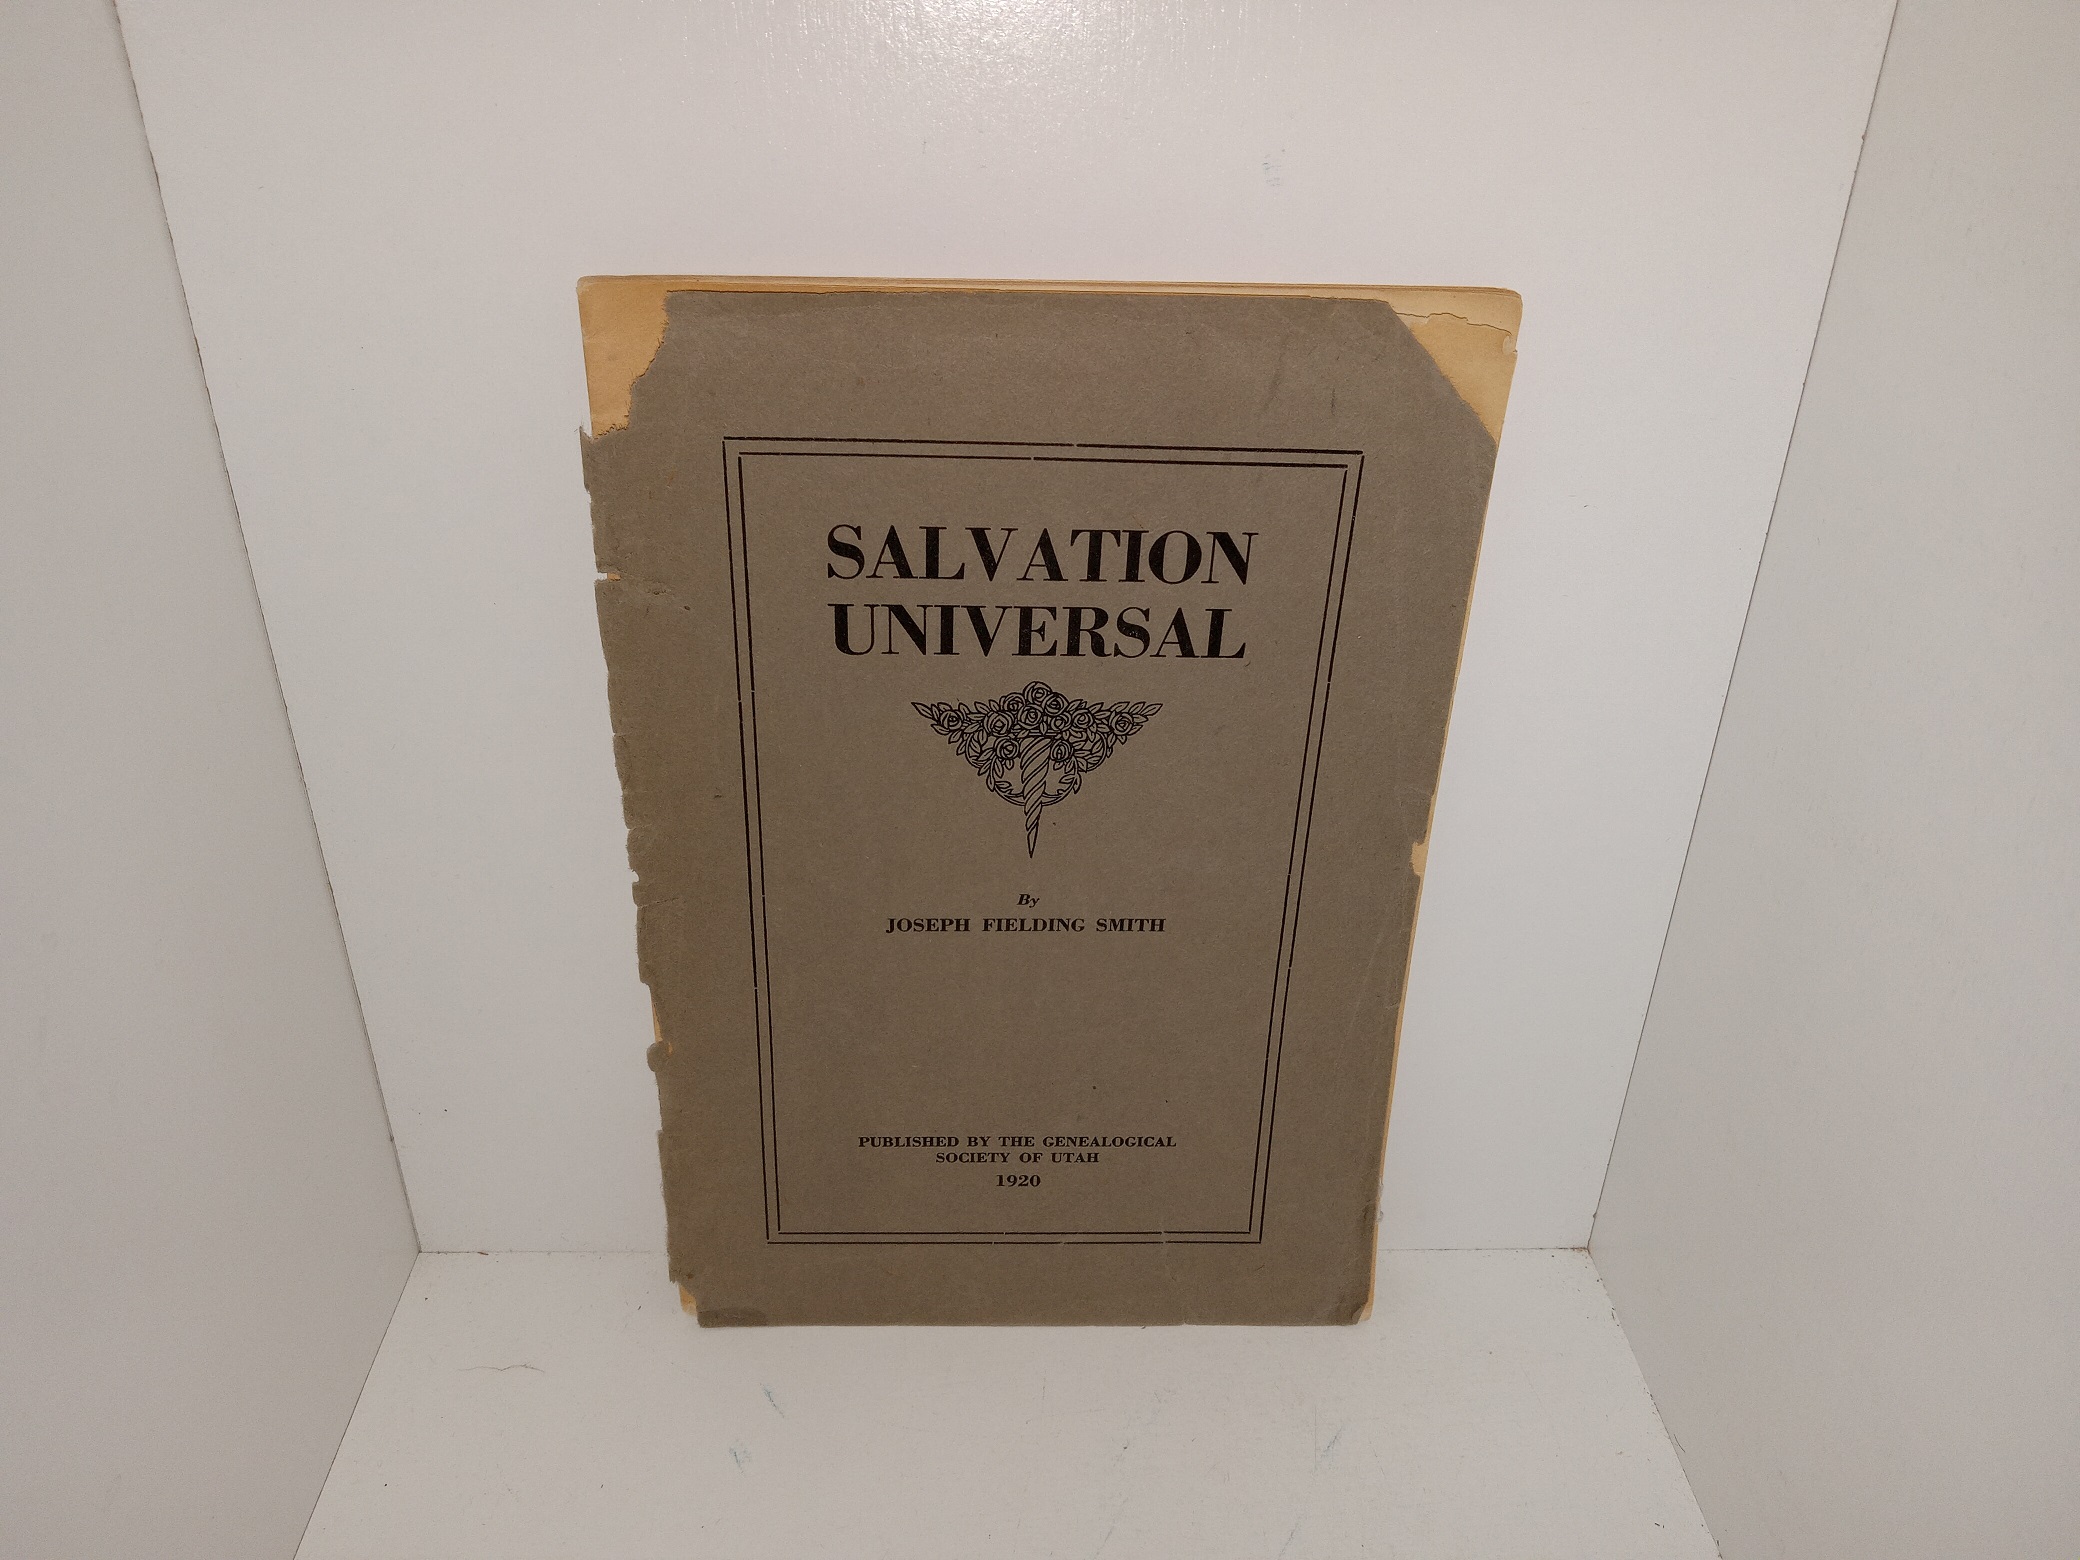 SALVATION
UNIVERSAL
By
JOSEPH FIELDING SMITH
PUBLISHED BY THE GENEALOGICAL
SOCIETY OF UTAH
1920